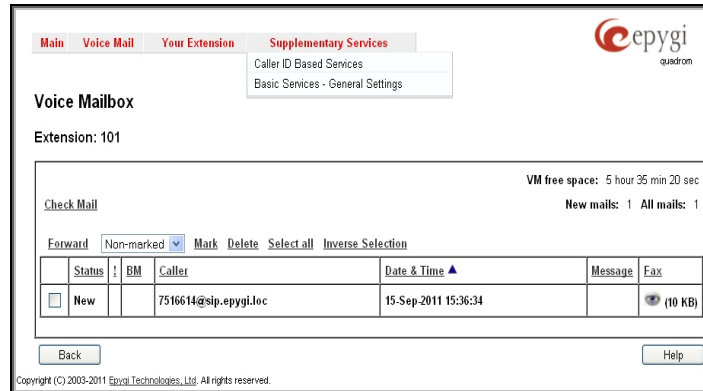 Main Voice Mail Your Extension Supplementary Services
epygi
quadrom
Caller ID Based Services
Basic Services - General Settings
Voice Mailbox
Extension: 101
VM free space: 5 hour 35 min 20 sec
Check Mail
New mails: 1 All mails: 1
Forward Non-marked Mark Delete Select all Inverse Selection
Status ! BM Caller Date & Time ▲ Message Fax
New 7516614@sip.epygi.loc 15-Sep-2011 15:36:34 (10 KB)
Back Help
Copyright (C) 2003-2011 Epygi Technologies, Ltd. All rights reserved.